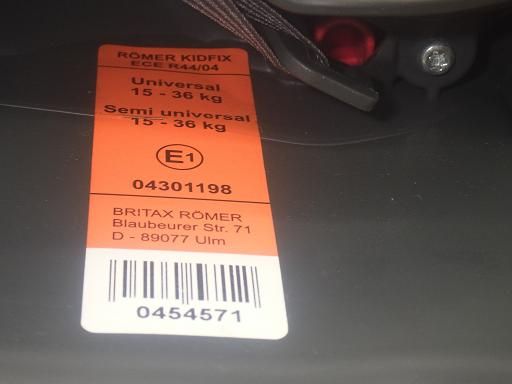 RÖMER KIDFIX
ECE R44/04
Universal
15 - 36 kg
Semi universal
15 - 36 kg
E1
04301198
BRITAX RÖMER
Blaubeurer Str. 71
D - 89077 Ulm
0454571